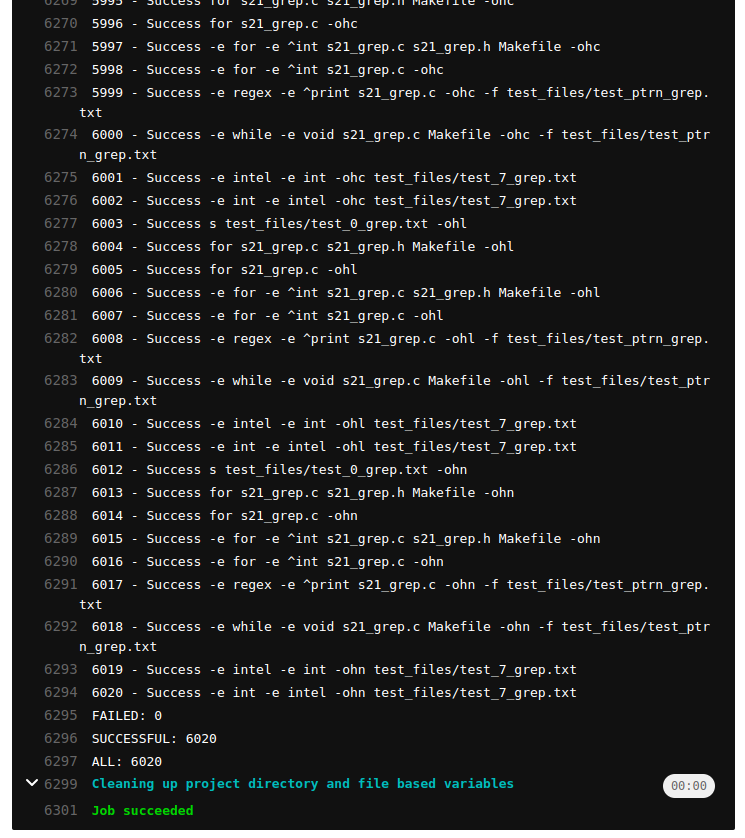 6269 5995 - Success for s21_grep.c s21_grep.h Makefile -ohc
6270 5996 - Success for s21_grep.c -ohc
6271 5997 - Success -e for -e ^int s21_grep.c s21_grep.h Makefile -ohc
6272 5998 - Success -e for -e ^int s21_grep.c -ohc
6273 5999 - Success -e regex -e ^print s21_grep.c -ohc -f test_files/test_ptrn_grep.
txt
6274 6000 - Success -e while -e void s21_grep.c Makefile -ohc -f test_files/test_ptr
n_grep.txt
6275 6001 - Success -e intel -e int -ohc test_files/test_7_grep.txt
6276 6002 - Success -e int -e intel -ohc test_files/test_7_grep.txt
6277 6003 - Success s test_files/test_0_grep.txt -ohl
6278 6004 - Success for s21_grep.c s21_grep.h Makefile -ohl
6279 6005 - Success for s21_grep.c -ohl
6280 6006 - Success -e for -e ^int s21_grep.c s21_grep.h Makefile -ohl
6281 6007 - Success -e for -e ^int s21_grep.c -ohl
6282 6008 - Success -e regex -e ^print s21_grep.c -ohl -f test_files/test_ptrn_grep.
txt
6283 6009 - Success -e while -e void s21_grep.c Makefile -ohl -f test_files/test_ptr
n_grep.txt
6284 6010 - Success -e intel -e int -ohl test_files/test_7_grep.txt
6285 6011 - Success -e int -e intel -ohl test_files/test_7_grep.txt
6286 6012 - Success s test_files/test_0_grep.txt -ohn
6287 6013 - Success for s21_grep.c s21_grep.h Makefile -ohn
6288 6014 - Success for s21_grep.c -ohn
6289 6015 - Success -e for -e ^int s21_grep.c s21_grep.h Makefile -ohn
6290 6016 - Success -e for -e ^int s21_grep.c -ohn
6291 6017 - Success -e regex -e ^print s21_grep.c -ohn -f test_files/test_ptrn_grep.
txt
6292 6018 - Success -e while -e void s21_grep.c Makefile -ohn -f test_files/test_ptr
n_grep.txt
6293 6019 - Success -e intel -e int -ohn test_files/test_7_grep.txt
6294 6020 - Success -e int -e intel -ohn test_files/test_7_grep.txt
6295 FAILED: 0
6296 SUCCESSFUL: 6020
6297 ALL: 6020
6299 Cleaning up project directory and file based variables 00:00
6301 Job succeeded